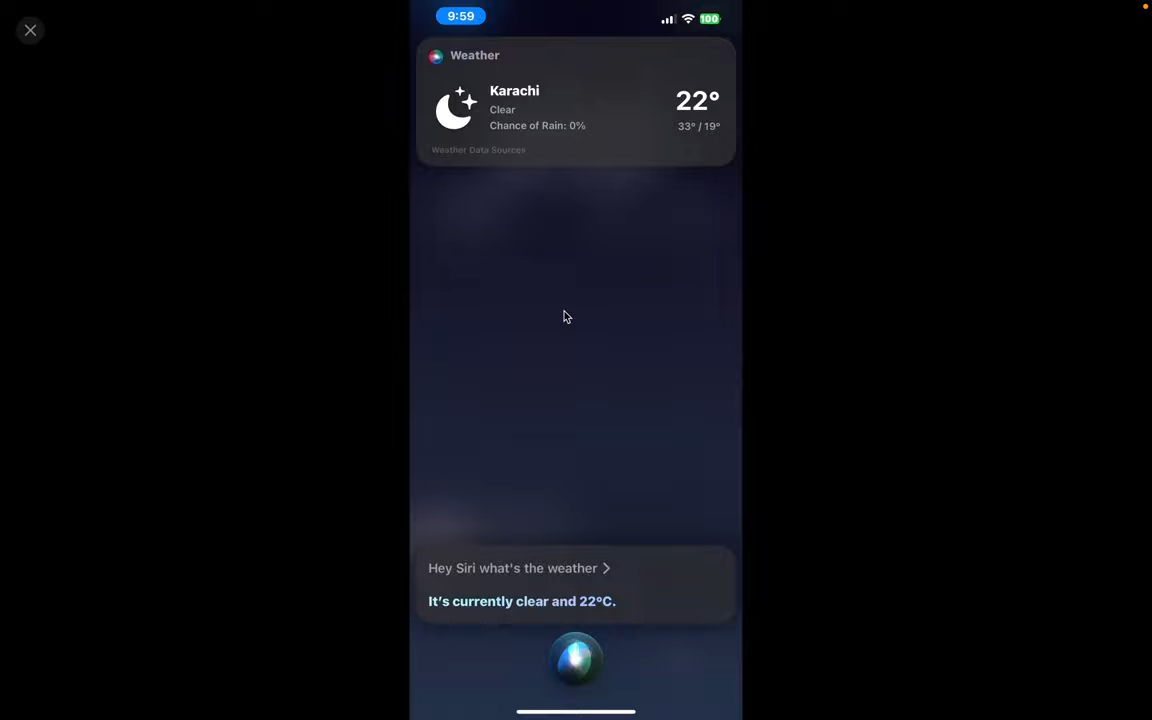 9:59
100
Weather
Karachi
22°
Clear
Chance of Rain: 0%
33° / 19°
Weather Data Sources
Hey Siri what's the weather
It's currently clear and 22°C.